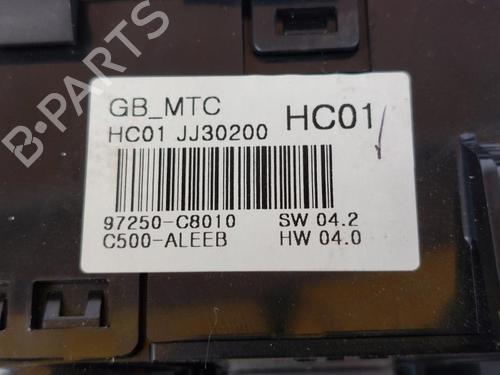 GB_MTC
HC01 JJ30200 HC01
97250-C8010 SW 04.2
C500-ALEEB HW 04.0
B-PARTS